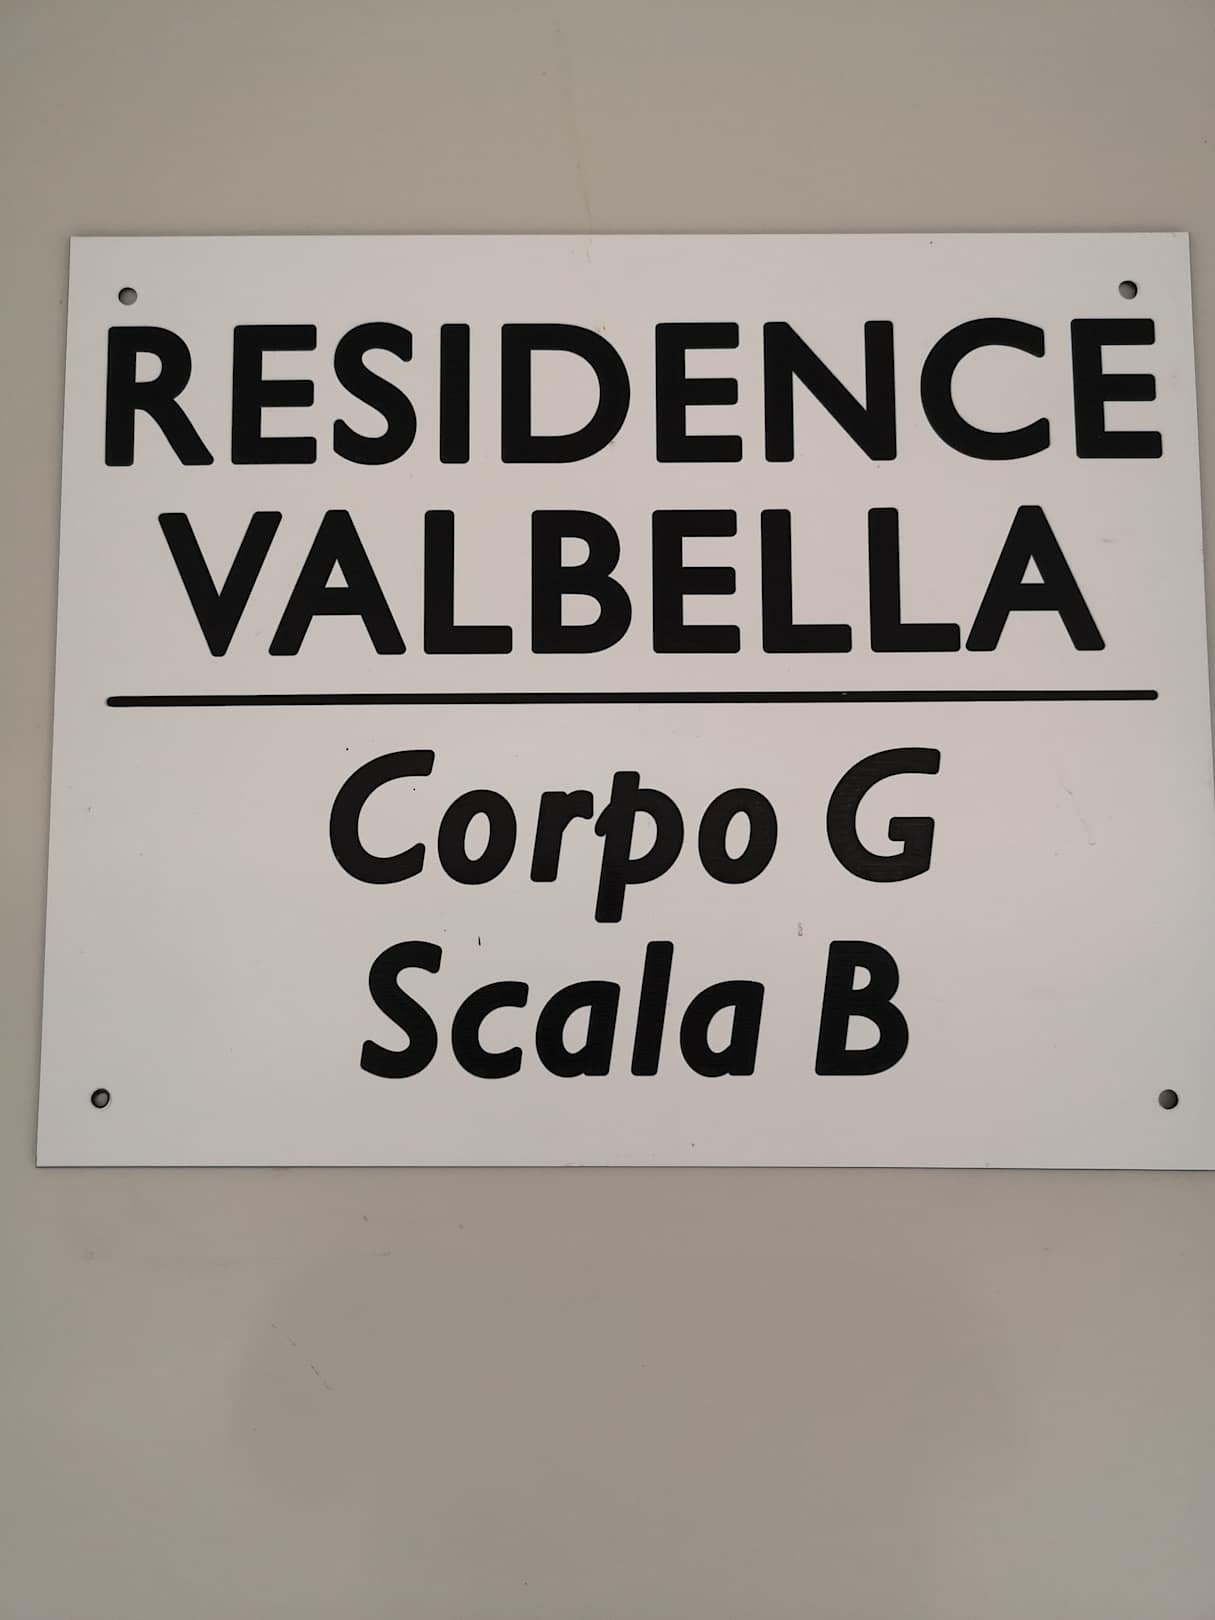 RESIDENCE
VALBELLA
Corpo G
Scala B